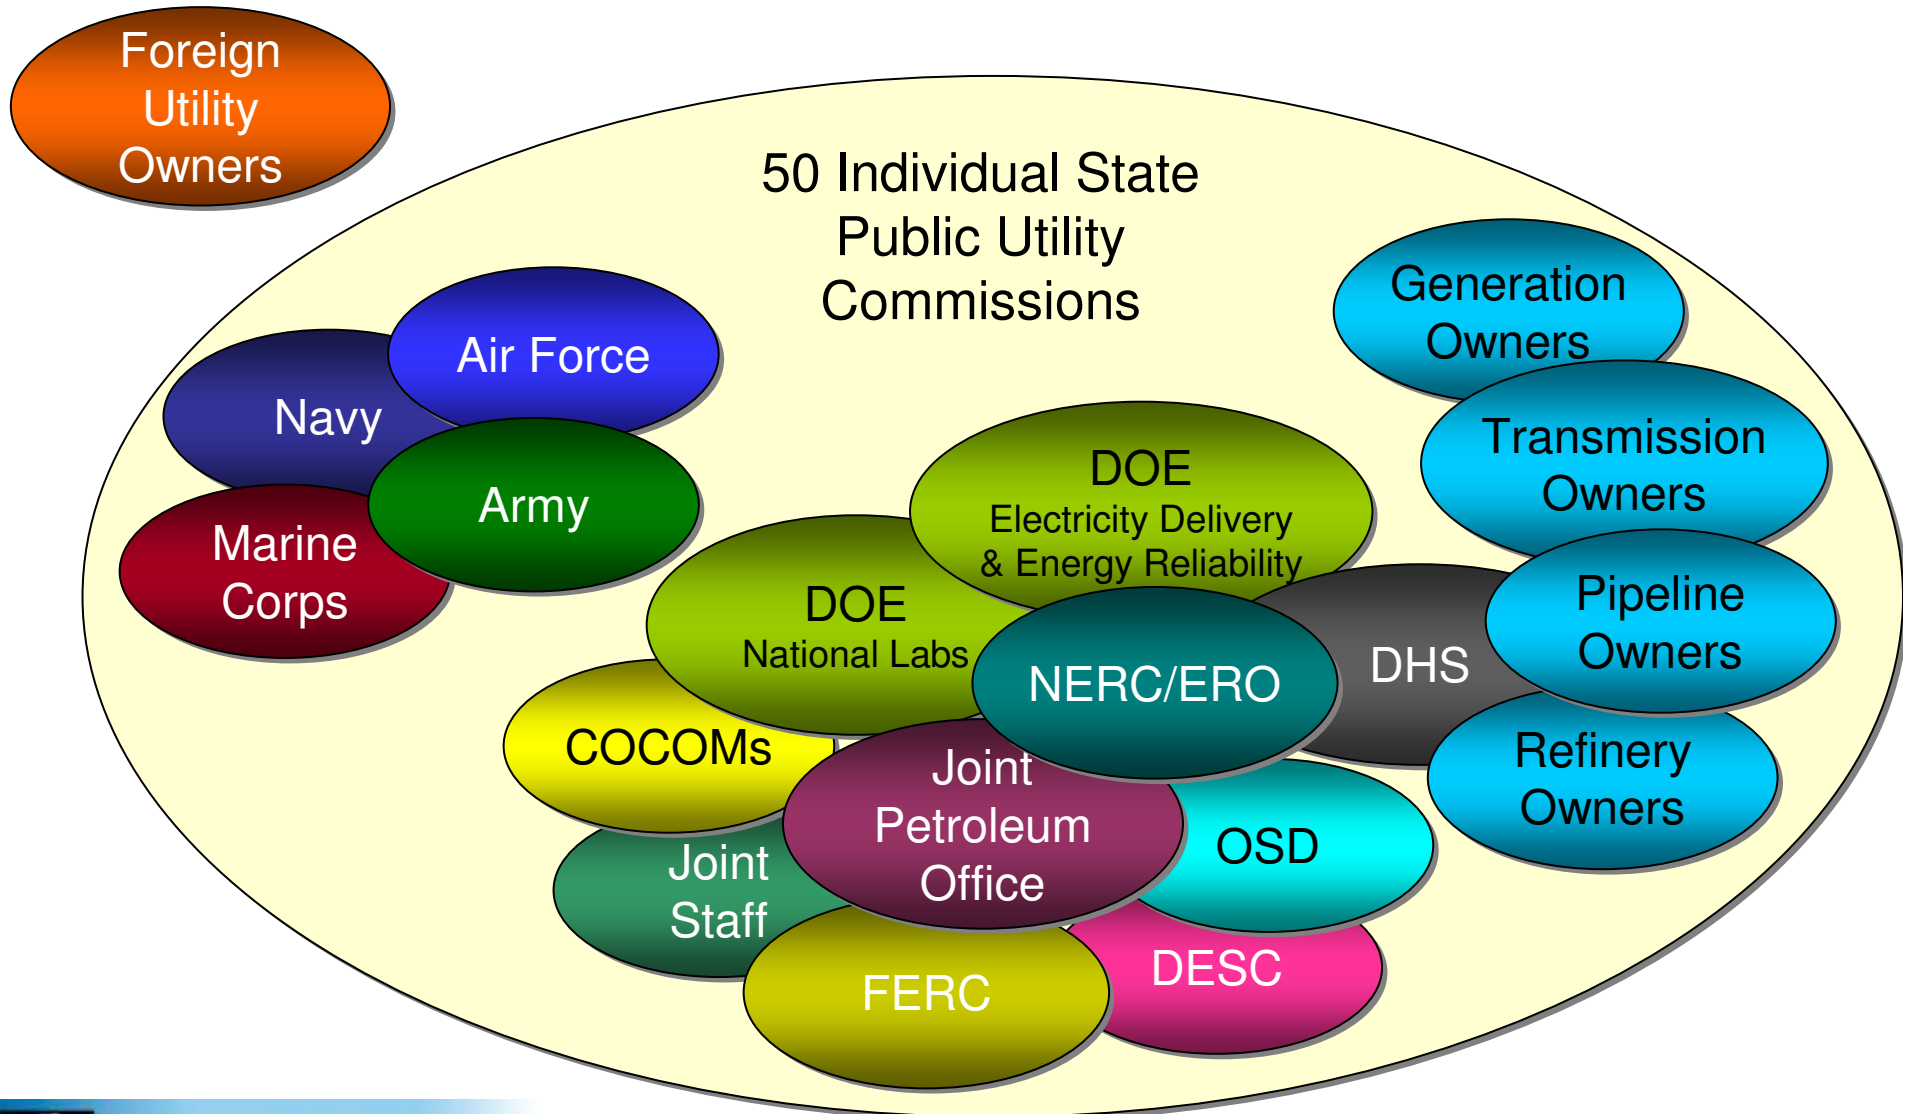 Foreign
Utility
Owners
50 Individual State
Public Utility
Commissions
Generation
Owners
Air Force
Navy
Transmission
Owners
Army
DOE
Electricity Delivery
& Energy Reliability
Marine
Corps
DOE
National Labs
Pipeline
Owners
NERC/ERO
DHS
COCOMs
Joint
Petroleum
Office
Refinery
Owners
OSD
Joint
Staff
FERC
DESC